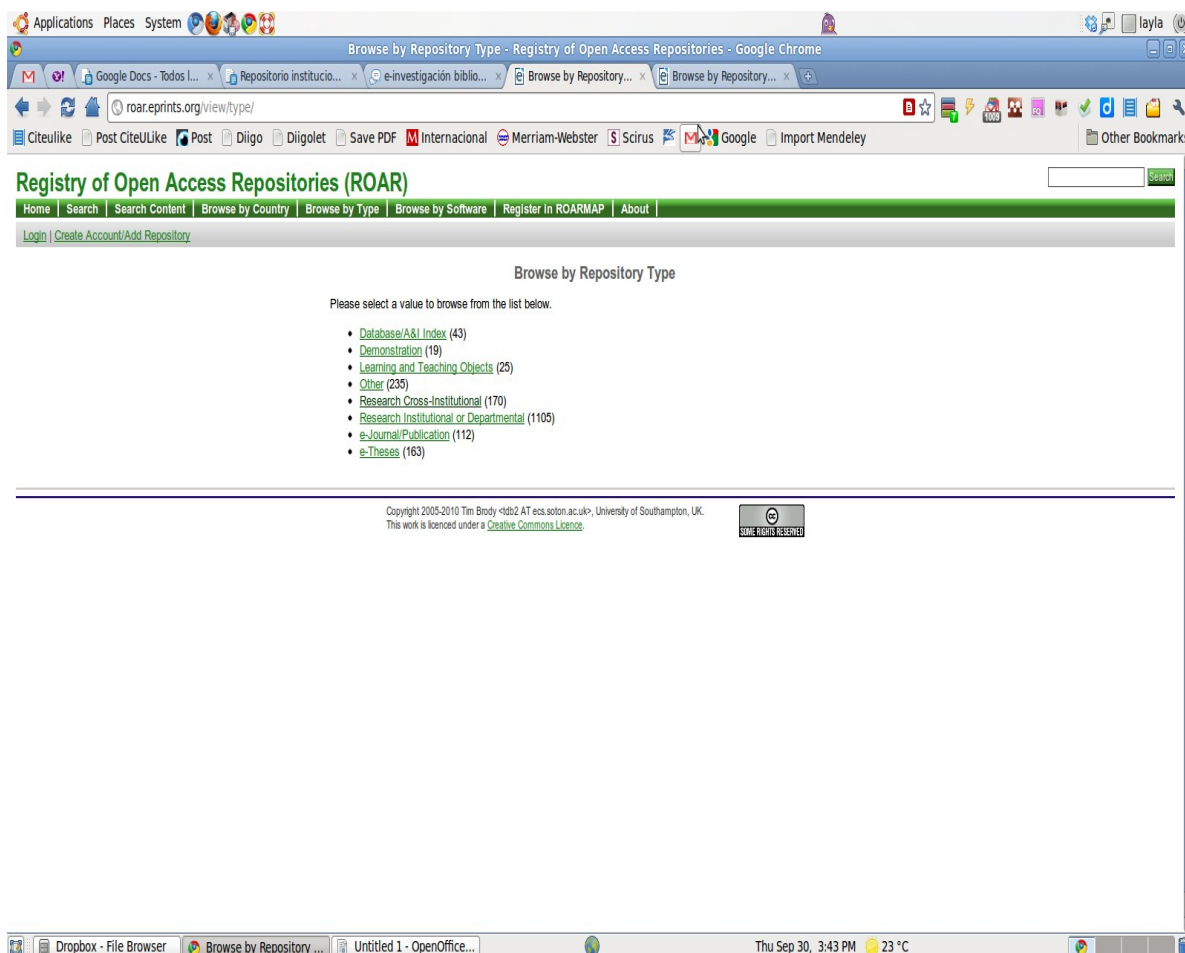 Applications Places System layla
Browse by Repository Type - Registry of Open Access Repositories - Google Chrome
Google Docs - Todos l... Repositorio institucio... e-investigación biblio... Browse by Repository... Browse by Repository...
roar.eprints.org/view/type/
Citeulike Post CiteULike Post Diigo Diigolet Save PDF Internacional Merriam-Webster Scirus Google Import Mendeley Other Bookmarks
Registry of Open Access Repositories (ROAR) Search
Home | Search | Search Content | Browse by Country | Browse by Type | Browse by Software | Register in ROARMAP | About |
Login | Create Account/Add Repository
Browse by Repository Type
Please select a value to browse from the list below.
• Database/A&I Index (43)
• Demonstration (19)
• Learning and Teaching Objects (25)
• Other (235)
• Research Cross-Institutional (170)
• Research Institutional or Departmental (1105)
• e-Journal/Publication (112)
• e-Theses (163)
Copyright 2005-2010 Tim Brody <tdb2 AT ecs.soton.ac.uk>, University of Southampton, UK.
This work is licenced under a Creative Commons Licence.
SOME RIGHTS RESERVED
Dropbox - File Browser Browse by Repository ... Untitled 1 - OpenOffice... Thu Sep 30, 3:43 PM 23 °C